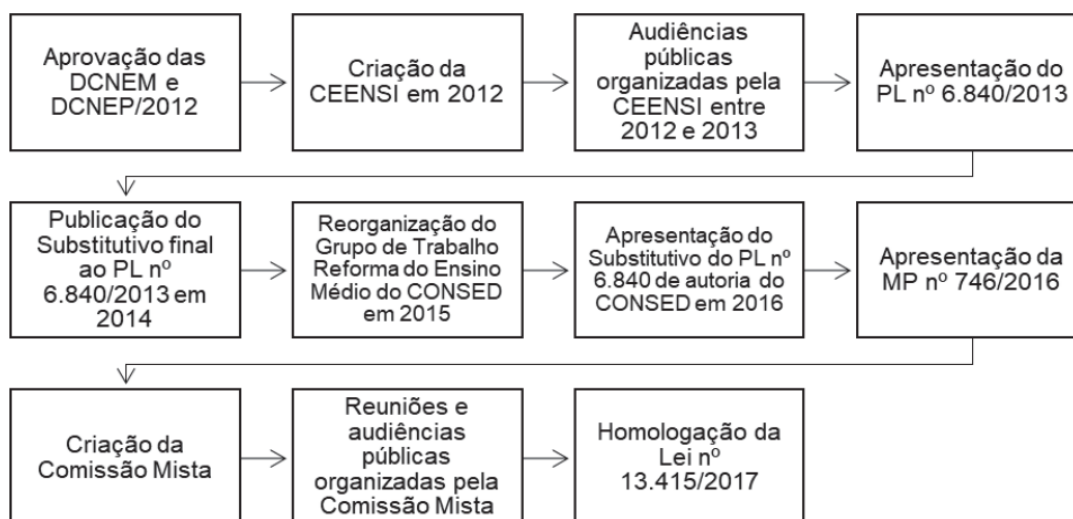 Aprovação das
DCNEM e
DCNEP/2012
Criação da
CEENSI em 2012
Audiências
públicas
organizadas pela
CEENSI entre
2012 e 2013
Apresentação do
PL nº 6.840/2013
Publicação do
Substitutivo final
ao PL nº
6.840/2013 em
2014
Reorganização do
Grupo de Trabalho
Reforma do Ensino
Médio do CONSED
em 2015
Apresentação do
Substitutivo do PL nº
6.840 de autoria do
CONSED em 2016
Apresentação da
MP nº 746/2016
Criação da
Comissão Mista
Reuniões e
audiências
públicas
organizadas pela
Comissão Mista
Homologação da
Lei nº
13.415/2017